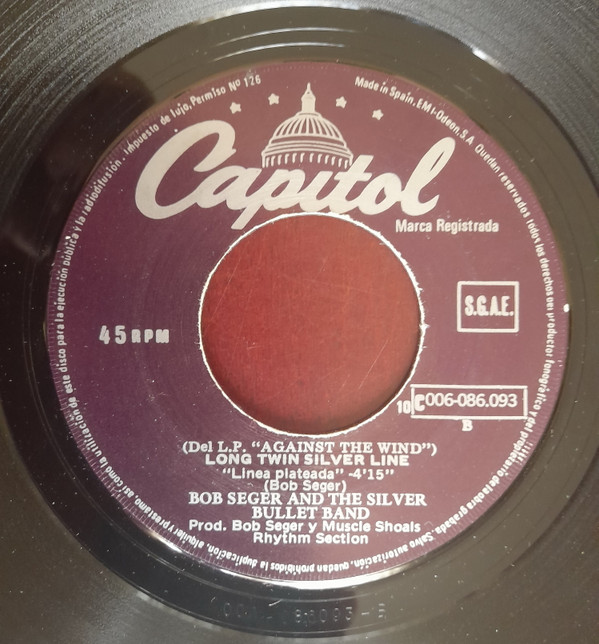 Capitol
Marca Registrada
45 RPM
S.G.A.E.
10C006-086.093
B
(Del L.P. "AGAINST THE WIND")
LONG TWIN SILVER LINE
"Linea plateada" -4'15"
(Bob Seger)
BOB SEGER AND THE SILVER
BULLET BAND
Prod. Bob Seger y Muscle Shoals
Rhythm Section
Made in Spain, EMI-Odeon, S.A. Quedan reservados todos los derechos del productor fonográfico y del propietario de la obra grabada. Salvo autorización, quedan prohibidos la duplicación, alquiler y préstamo, así como la utilización de este disco para la ejecución pública y la radiodifusión. Impuesto de lujo, Permiso Nº 126